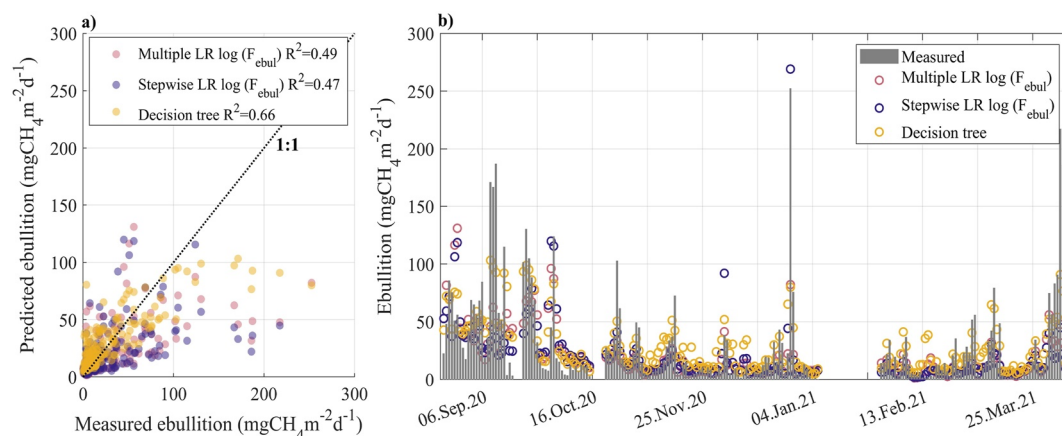 a)
Predicted ebullition (mgCH4m-2d-1)
300
250
200
150
100
50
0
Multiple LR log (Febul) R2=0.49
Stepwise LR log (Febul) R2=0.47
Decision tree R2=0.66
1:1
0
100
200
300
Measured ebullition (mgCH4m-2d-1)
b)
Ebullition (mgCH4m-2d-1)
300
250
200
150
100
50
0
Measured
Multiple LR log (Febul)
Stepwise LR log (Febul)
Decision tree
06.Sep.20
16.Oct.20
25.Nov.20
04.Jan.21
13.Feb.21
25.Mar.21